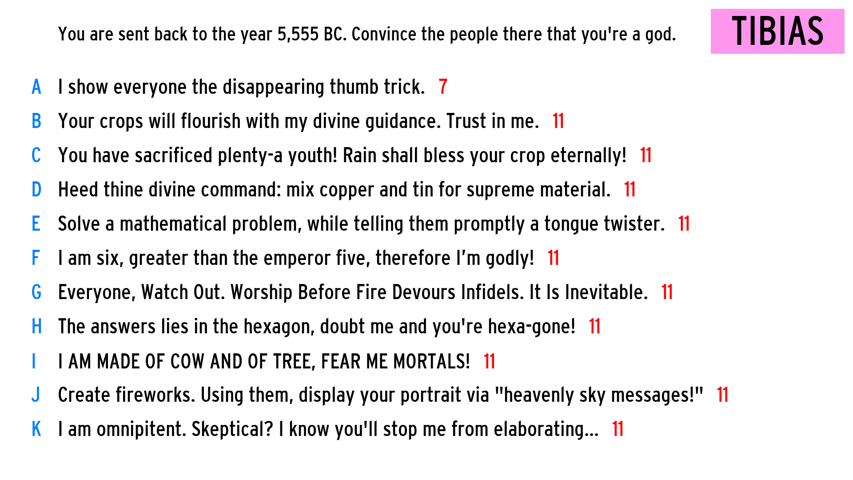 You are sent back to the year 5,555 BC. Convince the people there that you're a god.
TIBIAS
A I show everyone the disappearing thumb trick. 7
B Your crops will flourish with my divine guidance. Trust in me. 11
C You have sacrificed plenty-a youth! Rain shall bless your crop eternally! 11
D Heed thine divine command: mix copper and tin for supreme material. 11
E Solve a mathematical problem, while telling them promptly a tongue twister. 11
F I am six, greater than the emperor five, therefore I'm godly! 11
G Everyone, Watch Out. Worship Before Fire Devours Infidels. It Is Inevitable. 11
H The answers lies in the hexagon, doubt me and you're hexa-gone! 11
I I AM MADE OF COW AND OF TREE, FEAR ME MORTALS! 11
J Create fireworks. Using them, display your portrait via "heavenly sky messages!" 11
K I am omnipitent. Skeptical? I know you'll stop me from elaborating... 11